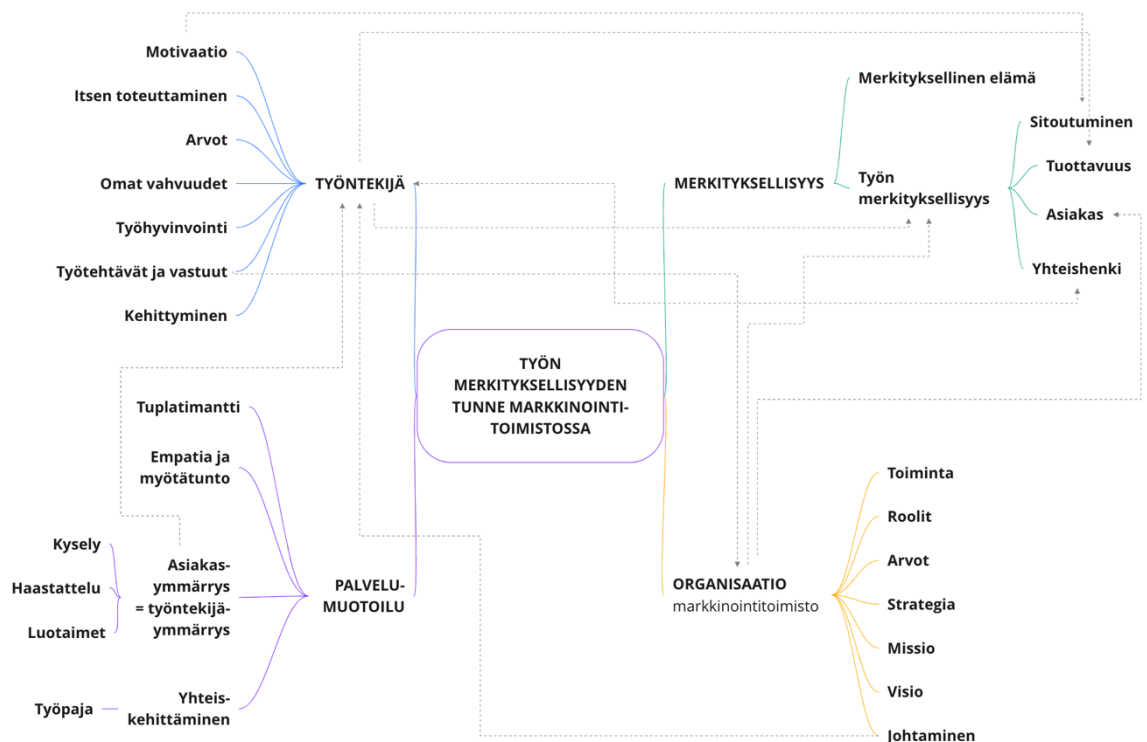 Motivaatio
Itsen toteuttaminen
Arvot
Omat vahvuudet
Työhyvinvointi
Työtehtävät ja vastuut
Kehittyminen
TYÖNTEKIJÄ
MERKITYKSELLISYYS
Merkityksellinen elämä
Työn
merkityksellisyys
Sitoutuminen
Tuottavuus
Asiakas
Yhteishenki
TYÖN
MERKITYKSELLISYYDEN
TUNNE MARKKINOINTI-
TOIMISTOSSA
Tuplatimantti
Empatia ja
myötätunto
Asiakas-
ymmärrys
= työntekijä-
ymmärrys
Kysely
Haastattelu
Luotaimet
Yhteis-
kehittäminen
Työpaja
PALVELU-
MUOTOILU
ORGANISAATIO
markkinointitoimisto
Toiminta
Roolit
Arvot
Strategia
Missio
Visio
Johtaminen